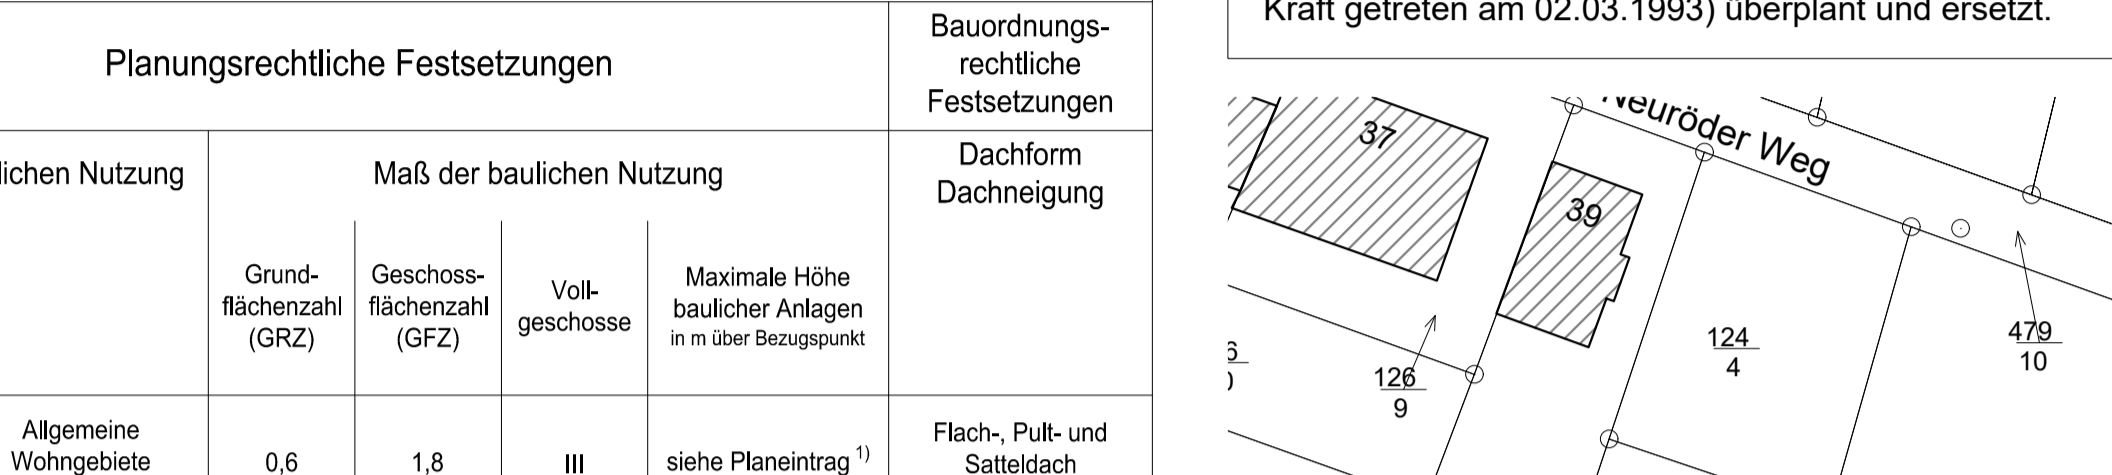 Planungsrechtliche Festsetzungen
Bauordnungs-
rechtliche
Festsetzungen
lichen Nutzung
Maß der baulichen Nutzung
Dachform
Dachneigung
Grund-
flächenzahl
(GRZ)
Geschoss-
flächenzahl
(GFZ)
Voll-
geschosse
Maximale Höhe
baulicher Anlagen
in m über Bezugspunkt
Allgemeine
Wohngebiete
0,6
1,8
III
siehe Planeintrag 1)
Flach-, Pult- und
Satteldach
Kraft getreten am 02.03.1993) überplant und ersetzt.
Neuröder Weg
37
39
124
4
479
10
126
9